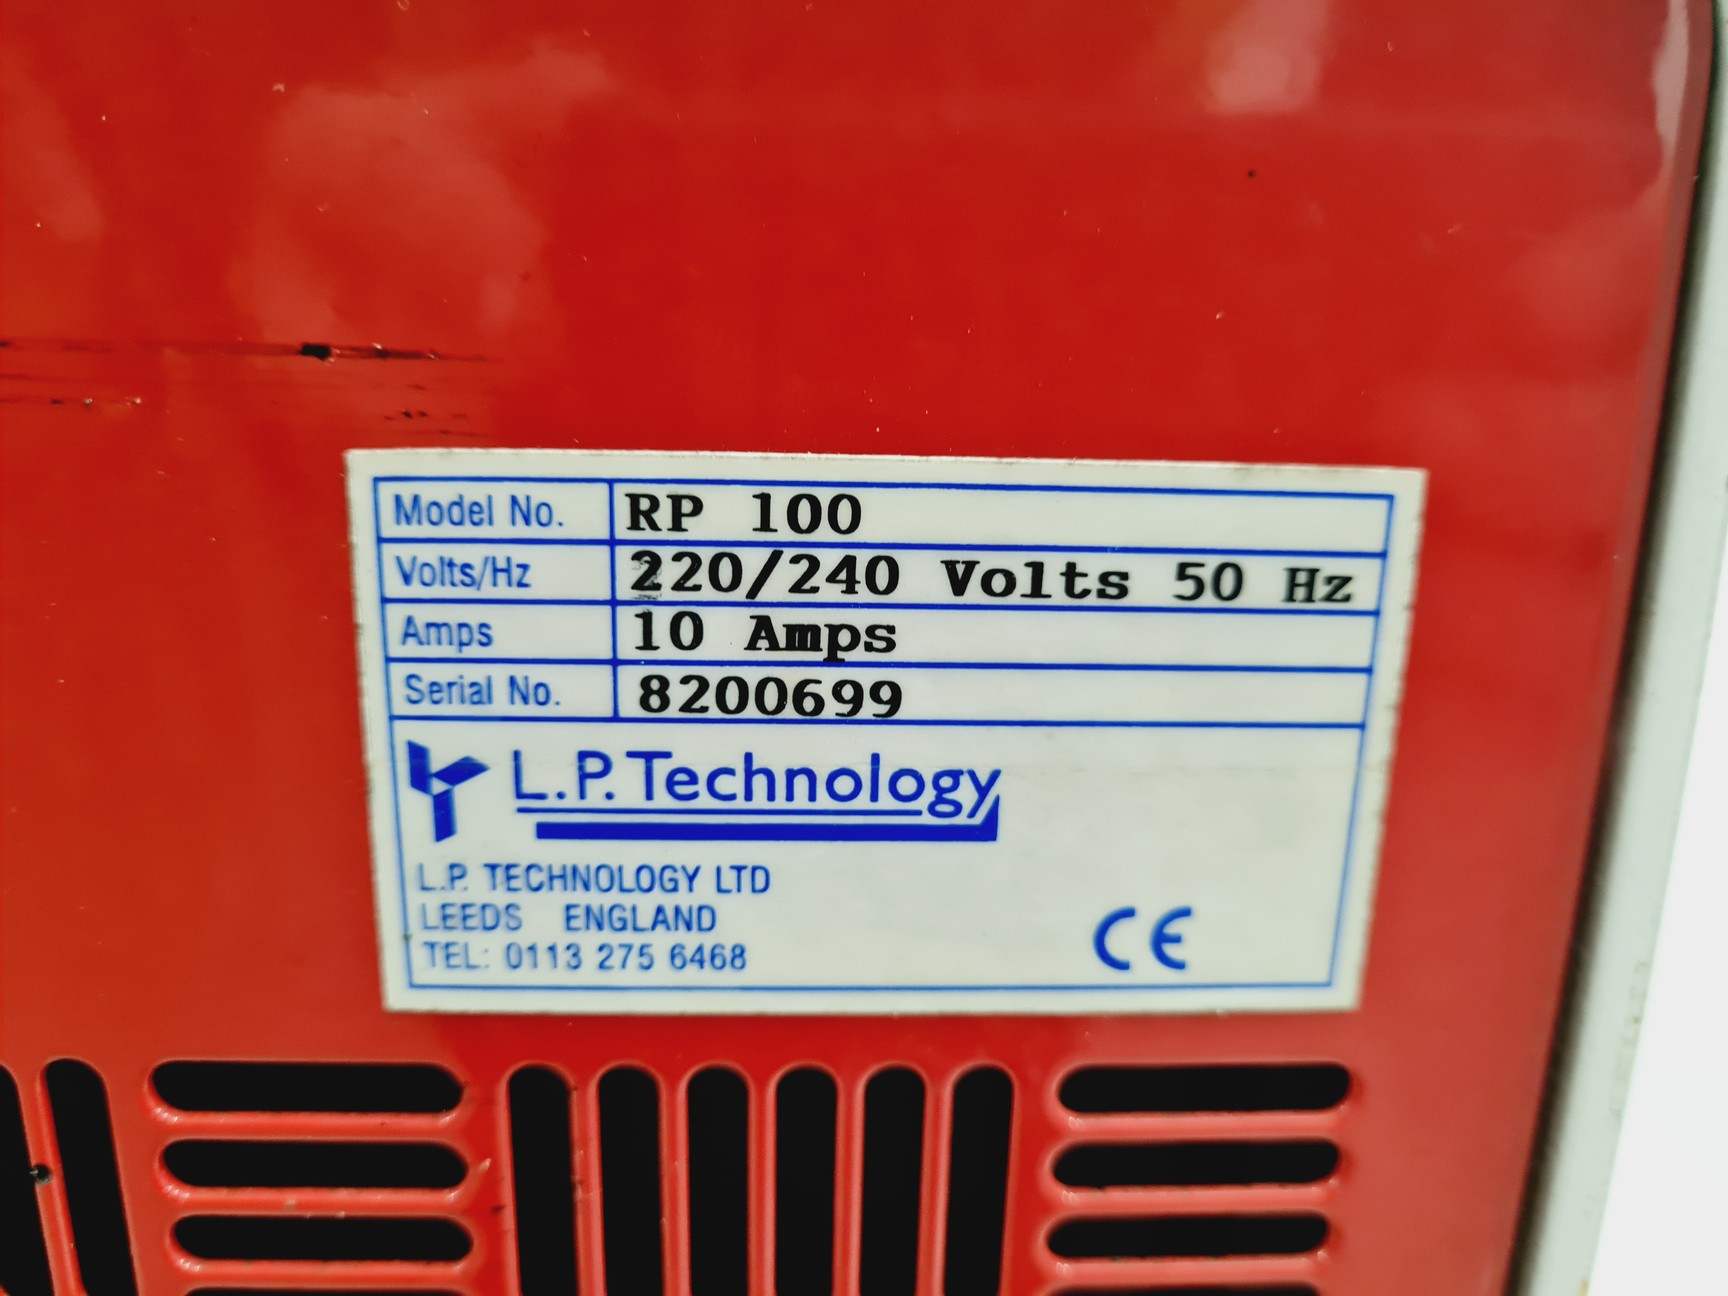 Model No. RP 100
Volts/Hz 220/240 Volts 50 Hz
Amps 10 Amps
Serial No. 8200699
L.P. Technology
L.P. TECHNOLOGY LTD
LEEDS ENGLAND
TEL: 0113 275 6468
CE